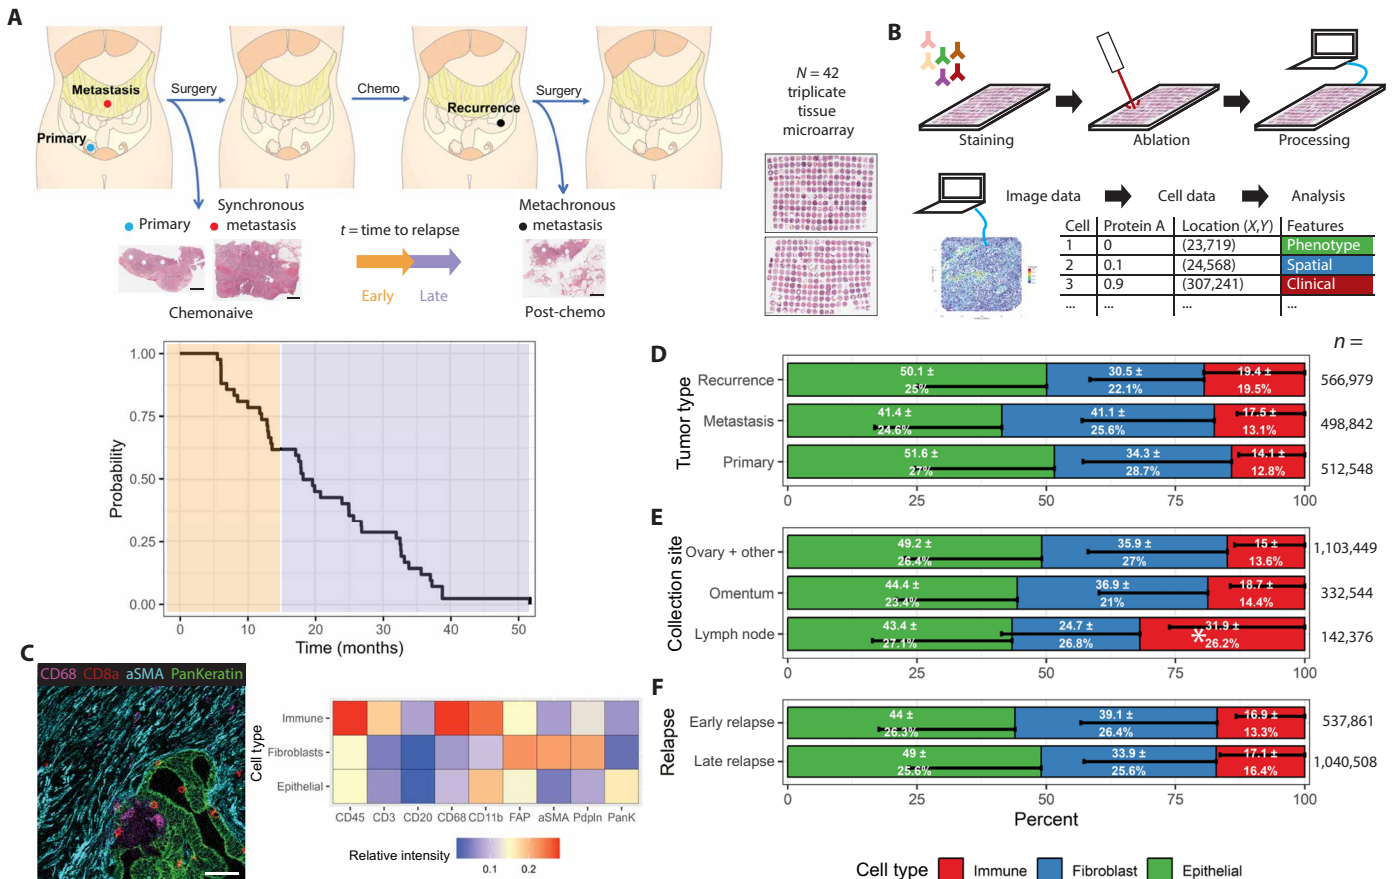 A
Metastasis
Surgery
Chemo
Recurrence
Surgery
Primary
Primary
Synchronous
metastasis
Chemonaive
t = time to relapse
Early
Late
Metachronous
metastasis
Post-chemo
N = 42
triplicate
tissue
microarray
B
Staining
Ablation
Processing
Image data
Cell data
Analysis
Cell Protein A Location (X,Y) Features
1 0 (23,719) Phenotype
2 0.1 (24,568) Spatial
3 0.9 (307,241) Clinical
... ... ... ...
Probability
1.00
0.75
0.50
0.25
0.00
0 10 20 30 40 50
Time (months)
C
CD68 CD8a aSMA PanKeratin
Cell type
Immune
Fibroblasts
Epithelial
CD45 CD3 CD20 CD68 CD11b FAP aSMA Pdpln PanK
Relative intensity
0.1 0.2
D
n =
Tumor type
Recurrence 50.1 ± 25% 30.5 ± 22.1% 19.4 ± 19.5% 566,979
Metastasis 41.4 ± 24.6% 41.1 ± 25.6% 17.5 ± 13.1% 498,842
Primary 51.6 ± 27% 34.3 ± 28.7% 14.1 ± 12.8% 512,548
0 25 50 75 100
E
Collection site
Ovary + other 49.2 ± 26.4% 35.9 ± 27% 15 ± 13.6% 1,103,449
Omentum 44.4 ± 23.4% 36.9 ± 21% 18.7 ± 14.4% 332,544
Lymph node 43.4 ± 27.1% 24.7 ± 26.8% 31.9 ± * 26.2% 142,376
0 25 50 75 100
F
Relapse
Early relapse 44 ± 26.3% 39.1 ± 26.4% 16.9 ± 13.3% 537,861
Late relapse 49 ± 25.6% 33.9 ± 25.6% 17.1 ± 16.4% 1,040,508
0 25 50 75 100
Percent
Cell type Immune Fibroblast Epithelial